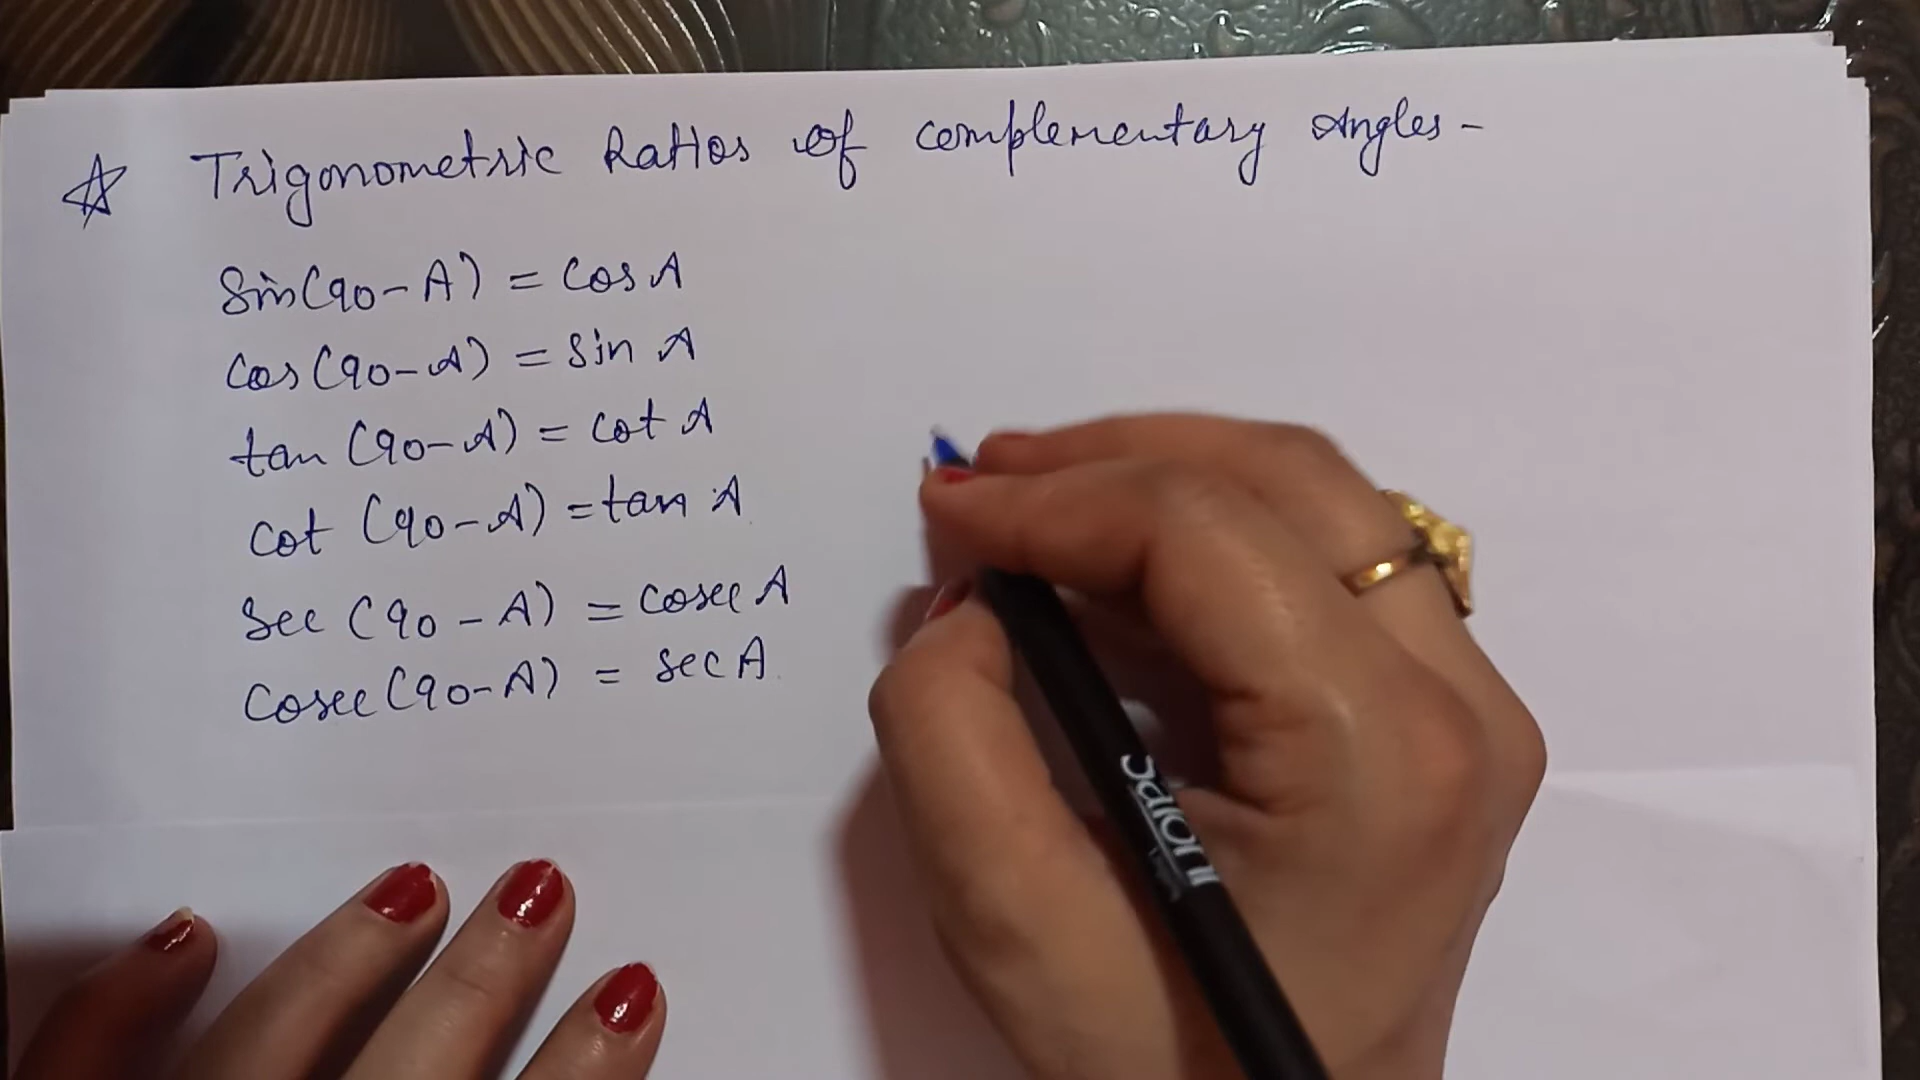 Trigonometric Ratios of complementary Angles -
Sin(90-A) = Cos A
Cos (90-A) = Sin A
tan (90-A) = Cot A
Cot (90-A) = tan A
Sec (90-A) = Cosec A
Cosec (90-A) = Sec A